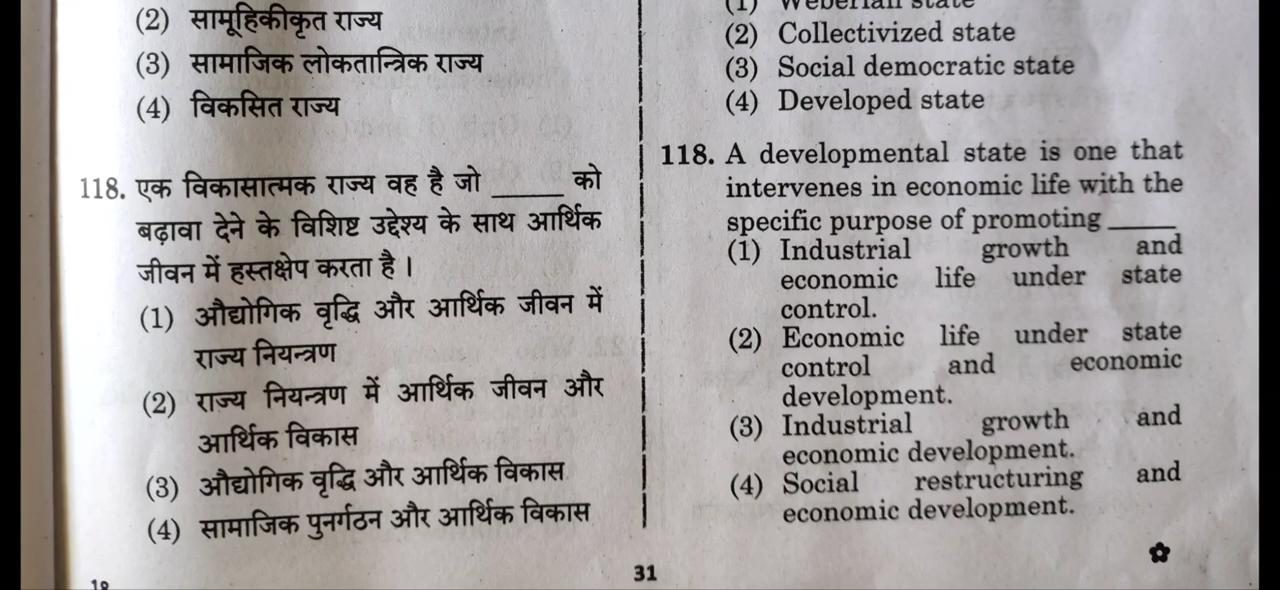 (2) सामूहिकीकृत राज्य
(3) सामाजिक लोकतान्त्रिक राज्य
(4) विकसित राज्य
118. एक विकासात्मक राज्य वह है जो _____ को
बढ़ावा देने के विशिष्ट उद्देश्य के साथ आर्थिक
जीवन में हस्तक्षेप करता है ।
(1) औद्योगिक वृद्धि और आर्थिक जीवन में
राज्य नियन्त्रण
(2) राज्य नियन्त्रण में आर्थिक जीवन और
आर्थिक विकास
(3) औद्योगिक वृद्धि और आर्थिक विकास
(4) सामाजिक पुनर्गठन और आर्थिक विकास
(1) Weberian state
(2) Collectivized state
(3) Social democratic state
(4) Developed state
118. A developmental state is one that
intervenes in economic life with the
specific purpose of promoting _____
(1) Industrial growth and
economic life under state
control.
(2) Economic life under state
control and economic
development.
(3) Industrial growth and
economic development.
(4) Social restructuring and
economic development.
31